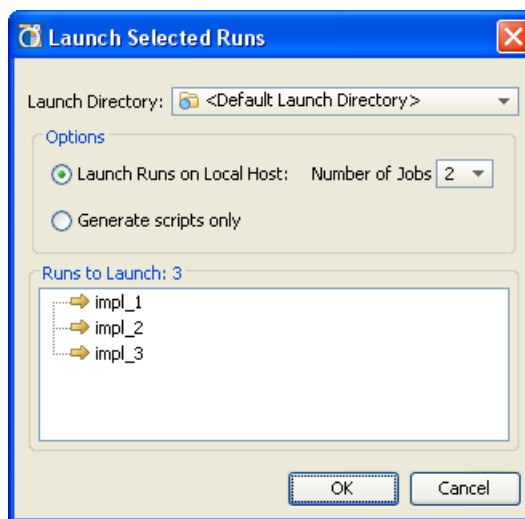 Launch Selected Runs
Launch Directory: <Default Launch Directory>
Options
Launch Runs on Local Host: Number of Jobs 2
Generate scripts only
Runs to Launch: 3
impl_1
impl_2
impl_3
OK Cancel